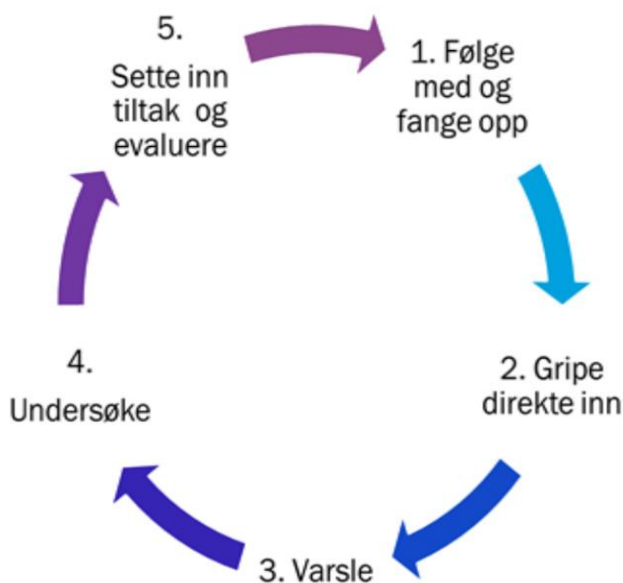 1. Følge
med og
fange opp
2. Gripe
direkte inn
3. Varsle
4.
Undersøke
5.
Sette inn
tiltak og
evaluere